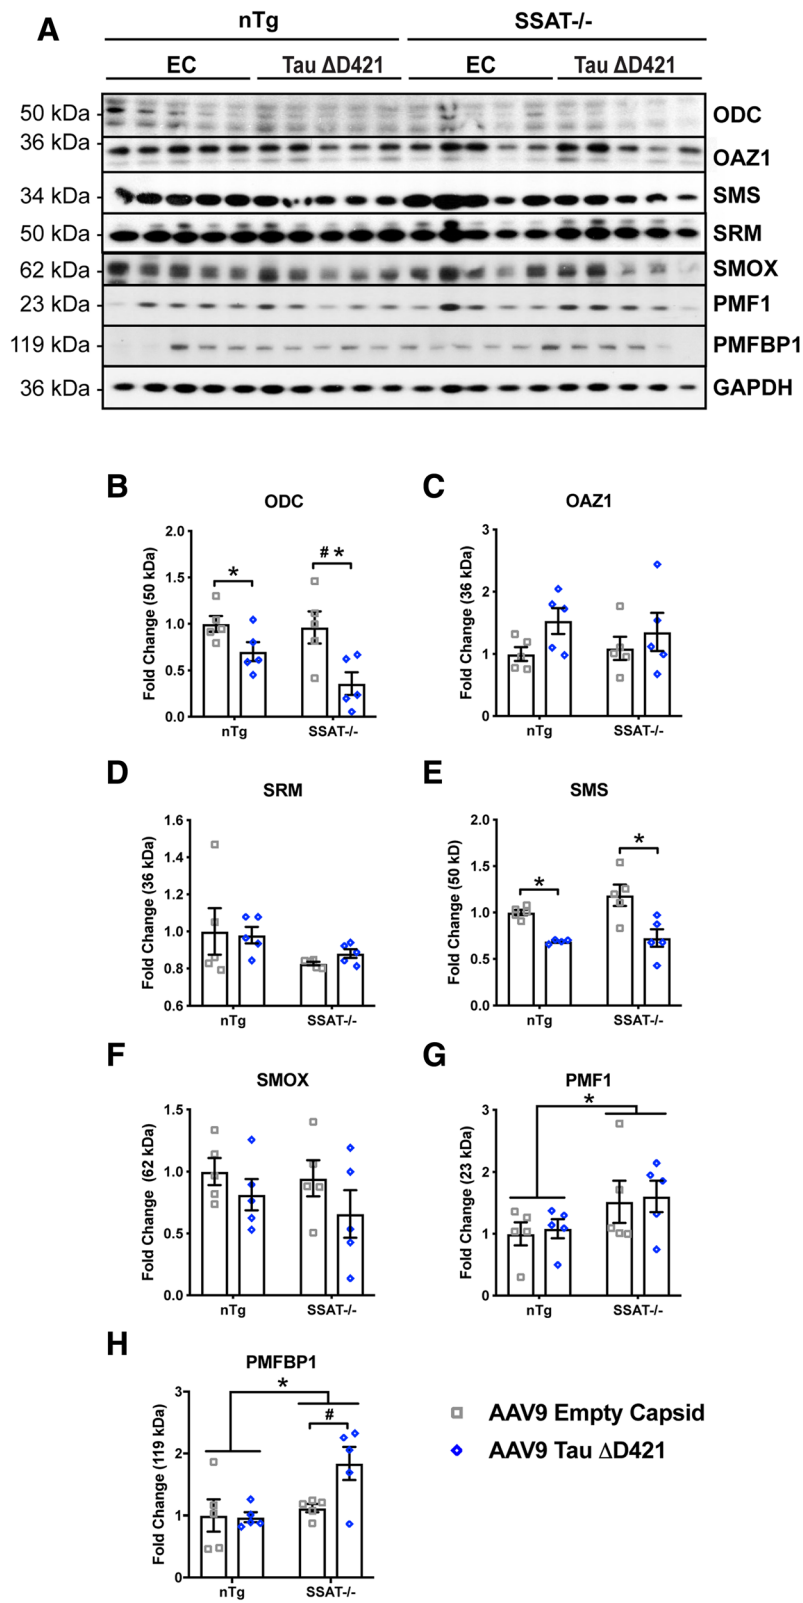 A
nTg SSAT-/-
EC Tau ΔD421 EC Tau ΔD421
50 kDa ODC
36 kDa OAZ1
34 kDa SMS
50 kDa SRM
62 kDa SMOX
23 kDa PMF1
119 kDa PMFBP1
36 kDa GAPDH
B
ODC
Fold Change (50 kDa)
2.0
1.5
1.0
0.5
0.0
*
# *
nTg SSAT-/-
C
OAZ1
Fold Change (36 kDa)
3
2
1
0
nTg SSAT-/-
D
SRM
Fold Change (36 kDa)
1.6
1.4
1.2
1.0
0.8
0.6
nTg SSAT-/-
E
SMS
Fold Change (50 kD)
2.0
1.5
1.0
0.5
0.0
*
*
nTg SSAT-/-
F
SMOX
Fold Change (62 kDa)
1.5
1.0
0.5
0.0
nTg SSAT-/-
G
PMF1
Fold Change (23 kDa)
3
2
1
0
*
nTg SSAT-/-
H
PMFBP1
Fold Change (119 kDa)
3
2
1
0
*
#
nTg SSAT-/-
AAV9 Empty Capsid
AAV9 Tau ΔD421